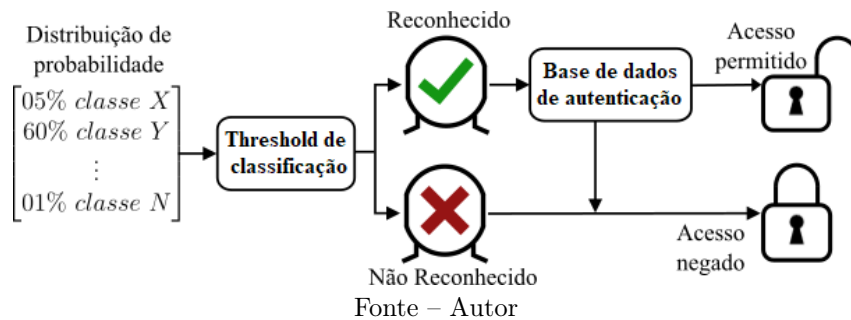 Distribuição de
probabilidade
05% classe X
60% classe Y
⋮
01% classe N
Threshold de
classificação
Reconhecido
Não Reconhecido
Base de dados
de autenticação
Acesso
permitido
Acesso
negado
Fonte – Autor